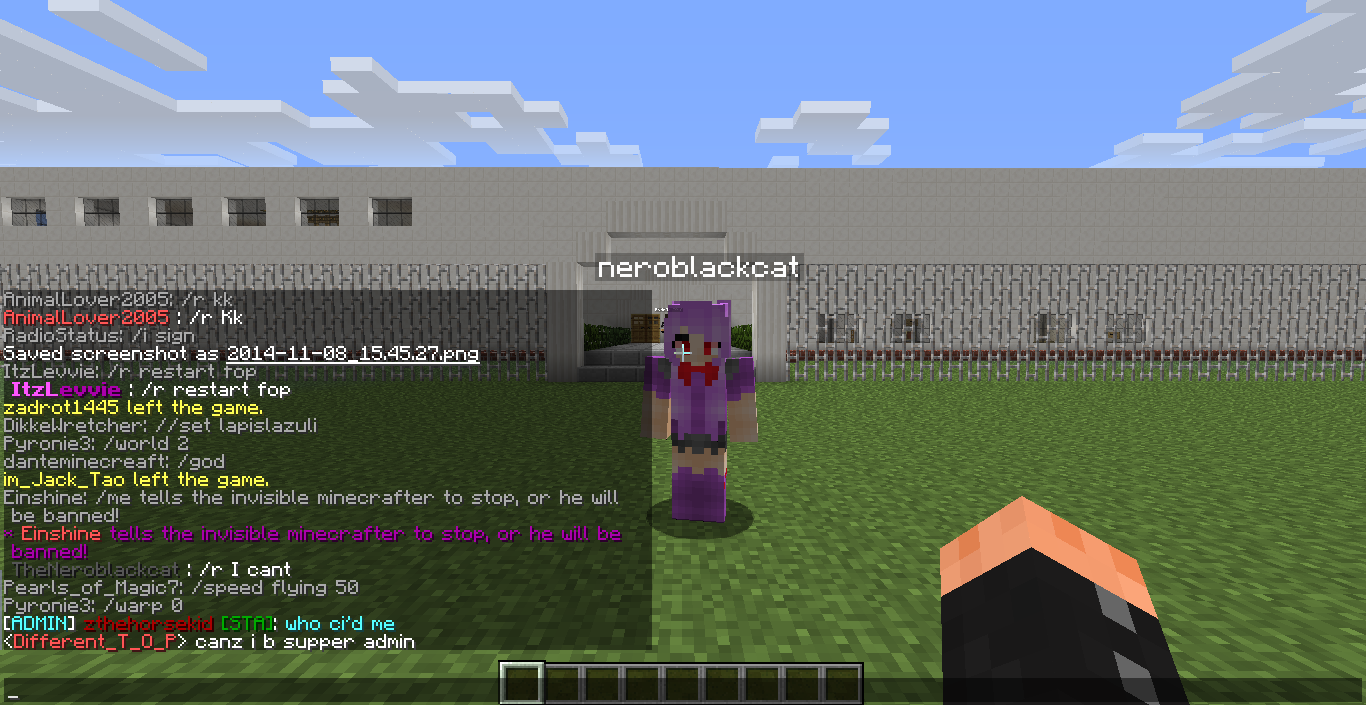 neroblackcat
AnimalLover2005: /r kk
AnimalLover2005 : /r Kk
RadioStatus: /i sign
Saved screenshot as 2014-11-08_15.45.27.png
ItzLevvie: /r restart fop
ItzLevvie : /r restart fop
zadrot1445 left the game.
DikkeWretcher: //set lapislazuli
Pyronie3: /world 2
danteminecreaft: /god
im_Jack_Tao left the game.
Einshine: /me tells the invisible minecrafter to stop, or he will
be banned!
* Einshine tells the invisible minecrafter to stop, or he will be
banned!
TheNeroblackcat : /r I cant
Pearls_of_Magic7: /speed flying 50
Pyronie3: /warp 0
[ADMIN] zthehorsekid [STA]: who ci'd me
<Different_T_O_P> canz i b supper admin
_